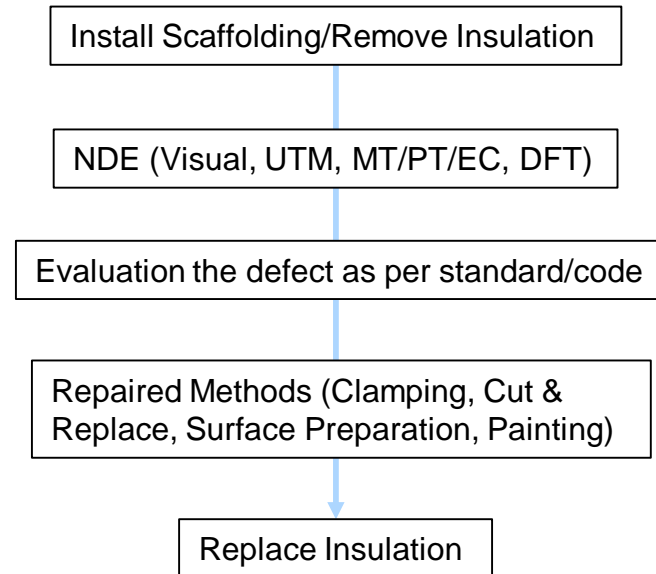 Install Scaffolding/Remove Insulation
NDE (Visual, UTM, MT/PT/EC, DFT)
Evaluation the defect as per standard/code
Repaired Methods (Clamping, Cut &
Replace, Surface Preparation, Painting)
Replace Insulation